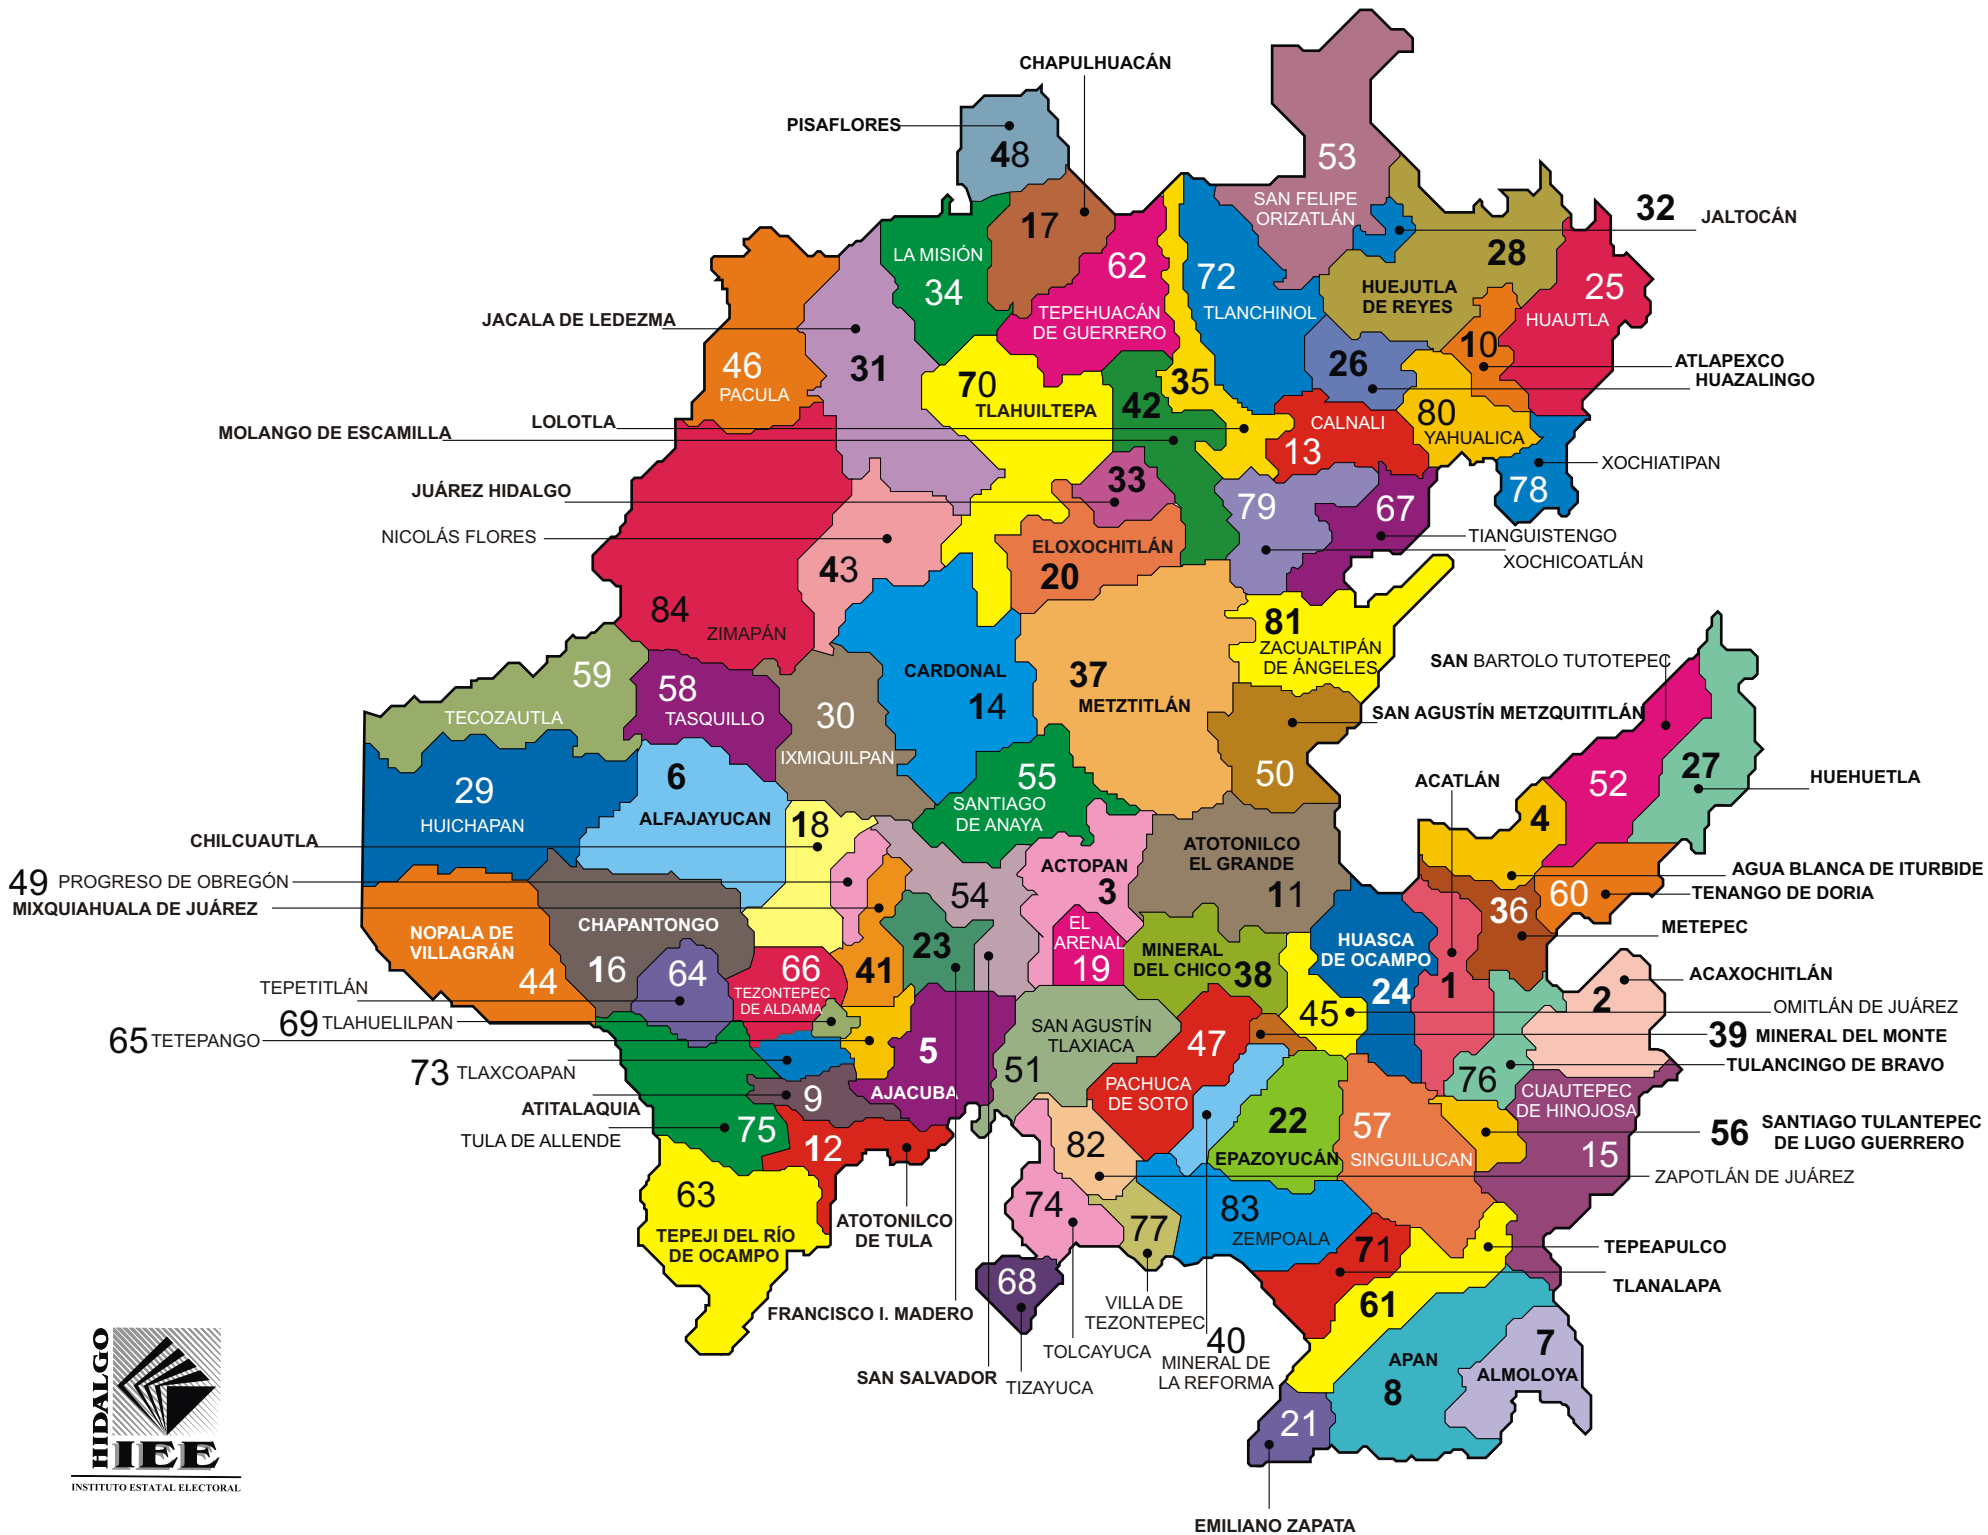 CHAPULHUACÁN
PISAFLORES
48
17
53
SAN FELIPE
ORIZATLÁN
32 JALTOCÁN
LA MISIÓN
34
62
TEPEHUACÁN
DE GUERRERO
72
TLANCHINOL
28
HUEJUTLA
DE REYES
25
HUAUTLA
JACALA DE LEDEZMA
31
46
PACULA
70
TLAHUILTEPA
42
35
26
10
ATLAPEXCO
HUAZALINGO
LOLOTLA
MOLANGO DE ESCAMILLA
CALNALI
13
80
YAHUALICA
XOCHIATIPAN
78
JUÁREZ HIDALGO
33
79
67
NICOLÁS FLORES
43
ELOXOCHITLÁN
20
TIANGUISTENGO
XOCHICOATLÁN
84
ZIMAPÁN
81
ZACUALTIPÁN
DE ÁNGELES
59
TECOZAUTLA
58
TASQUILLO
30
IXMIQUILPAN
CARDONAL
14
37
METZTITLÁN
SAN BARTOLO TUTOTEPEC
SAN AGUSTÍN METZQUITITLÁN
50
29
HUICHAPAN
6
ALFAJAYUCAN
55
SANTIAGO
DE ANAYA
ACATLÁN
4
52
27
HUEHUETLA
CHILCUAUTLA
18
49 PROGRESO DE OBREGÓN
MIXQUIAHUALA DE JUÁREZ
54
ACTOPAN
3
ATOTONILCO
EL GRANDE
11
36
60
AGUA BLANCA DE ITURBIDE
TENANGO DE DORIA
METEPEC
NOPALA DE
VILLAGRÁN
44
CHAPANTONGO
16
64
66
TEZONTEPEC
DE ALDAMA
41
23
EL
ARENAL
19
MINERAL
DEL CHICO 38
HUASCA
DE OCAMPO
24
1
2
ACAXOCHITLÁN
TEPETITLÁN
69 TLAHUELILPAN
65 TETEPANGO
73 TLAXCOAPAN
5
AJACUBA
SAN AGUSTÍN
TLAXIACA
51
47
PACHUCA
DE SOTO
45
OMITLÁN DE JUÁREZ
39 MINERAL DEL MONTE
TULANCINGO DE BRAVO
76
CUAUTEPEC
DE HINOJOSA
15
ATITALAQUIA
9
TULA DE ALLENDE
75
12
82
22
EPAZOYUCÁN
57
SINGUILUCAN
56 SANTIAGO TULANTEPEC
DE LUGO GUERRERO
ZAPOTLÁN DE JUÁREZ
63
TEPEJI DEL RÍO
DE OCAMPO
ATOTONILCO
DE TULA
74
77
83
ZEMPOALA
71
TEPEAPULCO
TLANALAPA
68
61
FRANCISCO I. MADERO
VILLA DE
TEZONTEPEC
TOLCAYUCA
40
MINERAL DE
LA REFORMA
SAN SALVADOR
TIZAYUCA
APAN
8
7
ALMOLOYA
21
EMILIANO ZAPATA
HIDALGO
IEE
INSTITUTO ESTATAL ELECTORAL